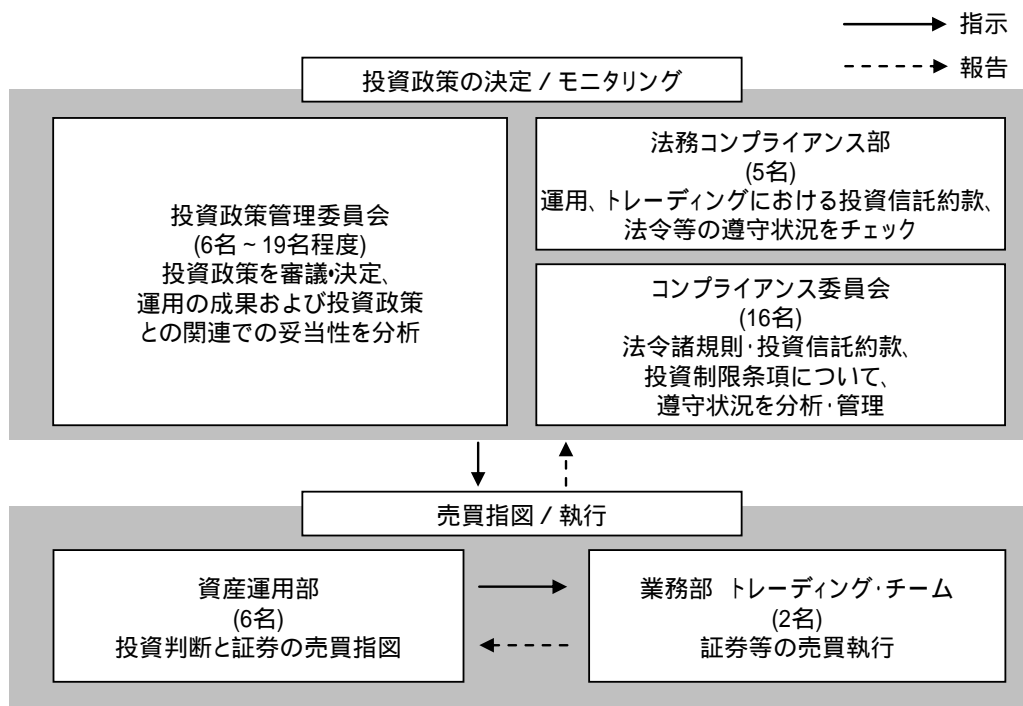 指示
報告
投資政策の決定 / モニタリング
投資政策管理委員会
(6名~19名程度)
投資政策を審議・決定、
運用の成果および投資政策
との関連での妥当性を分析
法務コンプライアンス部
(5名)
運用、トレーディングにおける投資信託約款、
法令等の遵守状況をチェック
コンプライアンス委員会
(16名)
法令諸規則・投資信託約款、
投資制限条項について、
遵守状況を分析・管理
売買指図 / 執行
資産運用部
(6名)
投資判断と証券の売買指図
業務部 トレーディング・チーム
(2名)
証券等の売買執行